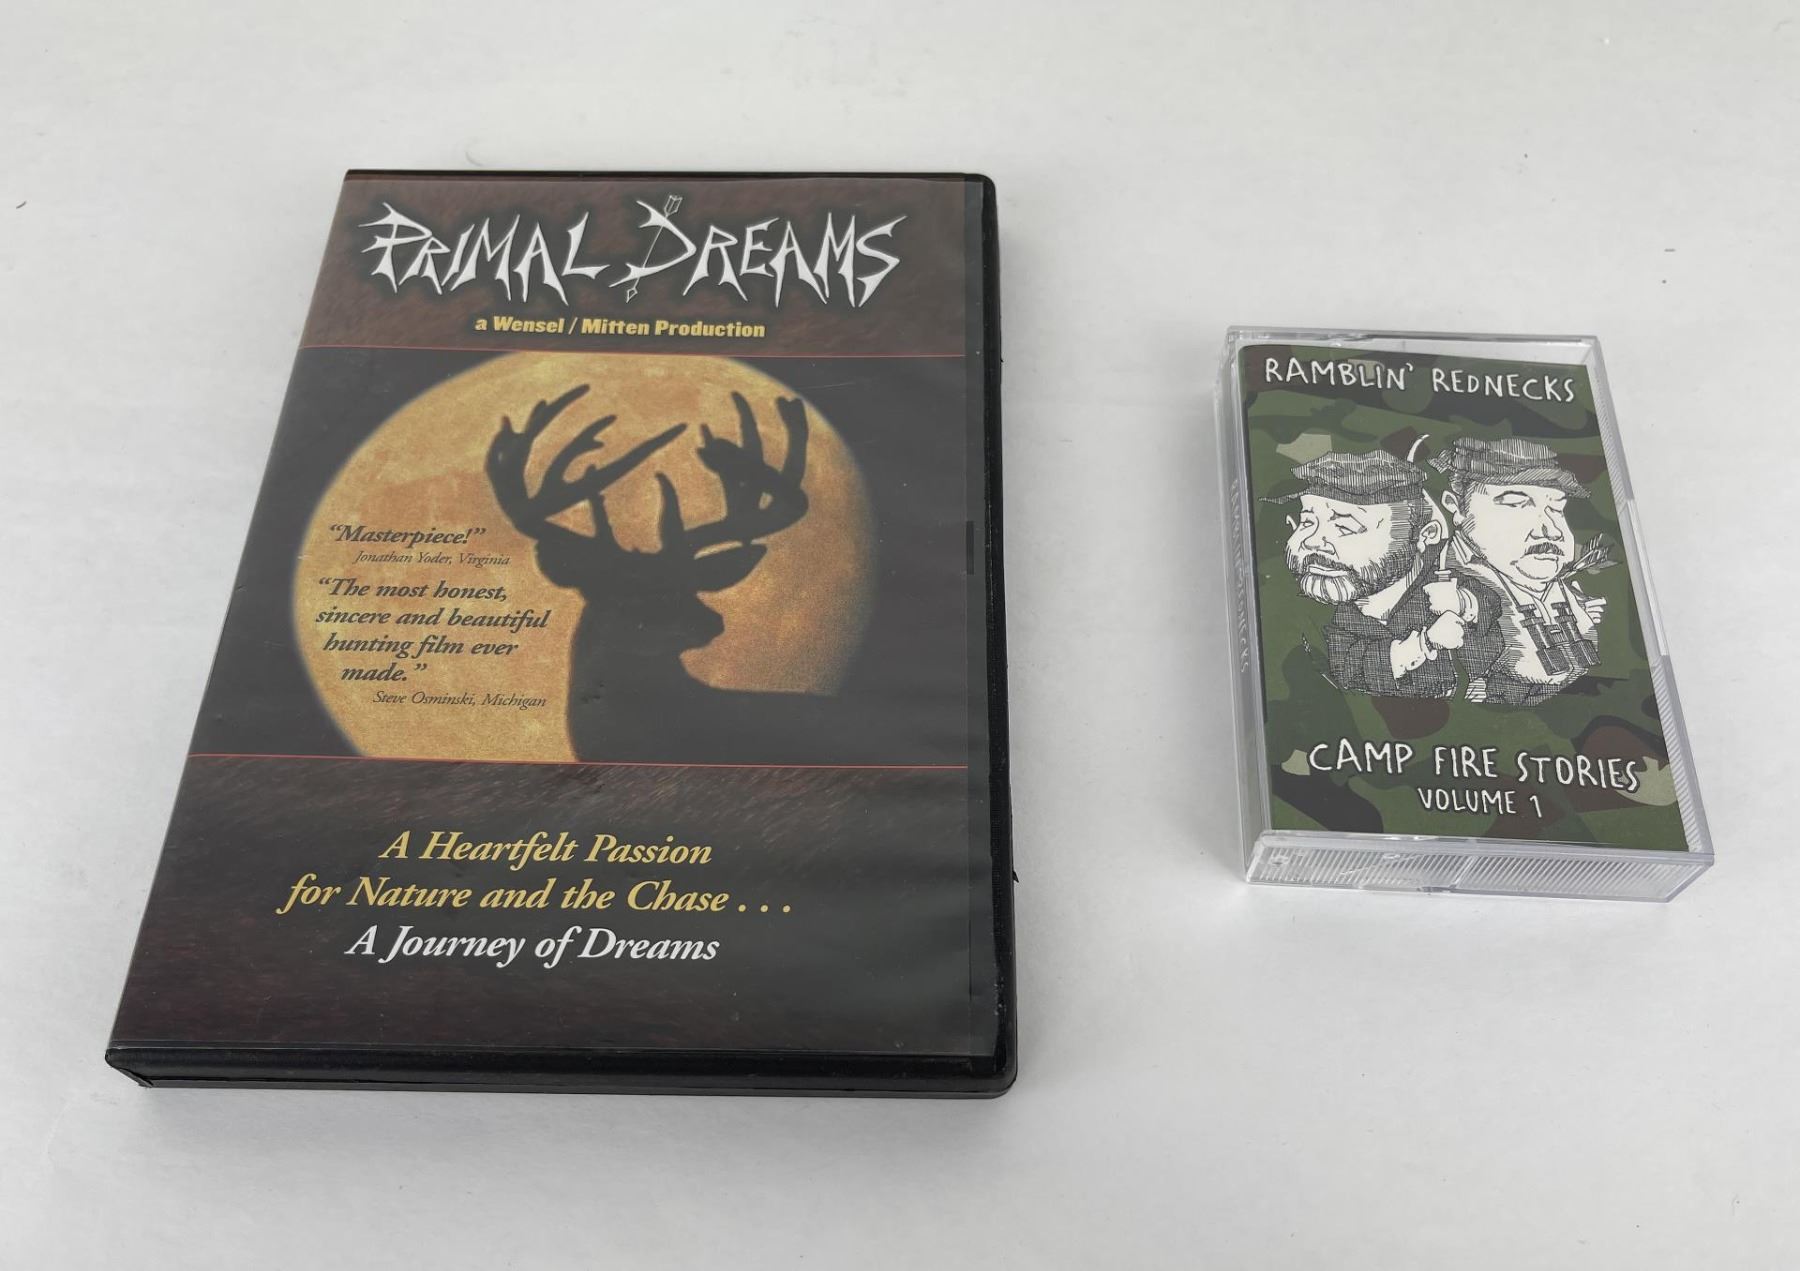 PRIMAL DREAMS
a Wensel / Mitten Production
“Masterpiece!”
Jonathan Yoder, Virginia
“The most honest,
sincere and beautiful
hunting film ever
made.”
Steve Osminski, Michigan
A Heartfelt Passion
for Nature and the Chase . . .
A Journey of Dreams
RAMBLIN' REDNECKS
CAMP FIRE STORIES
VOLUME 1
RAMBLIN' REDNECKS